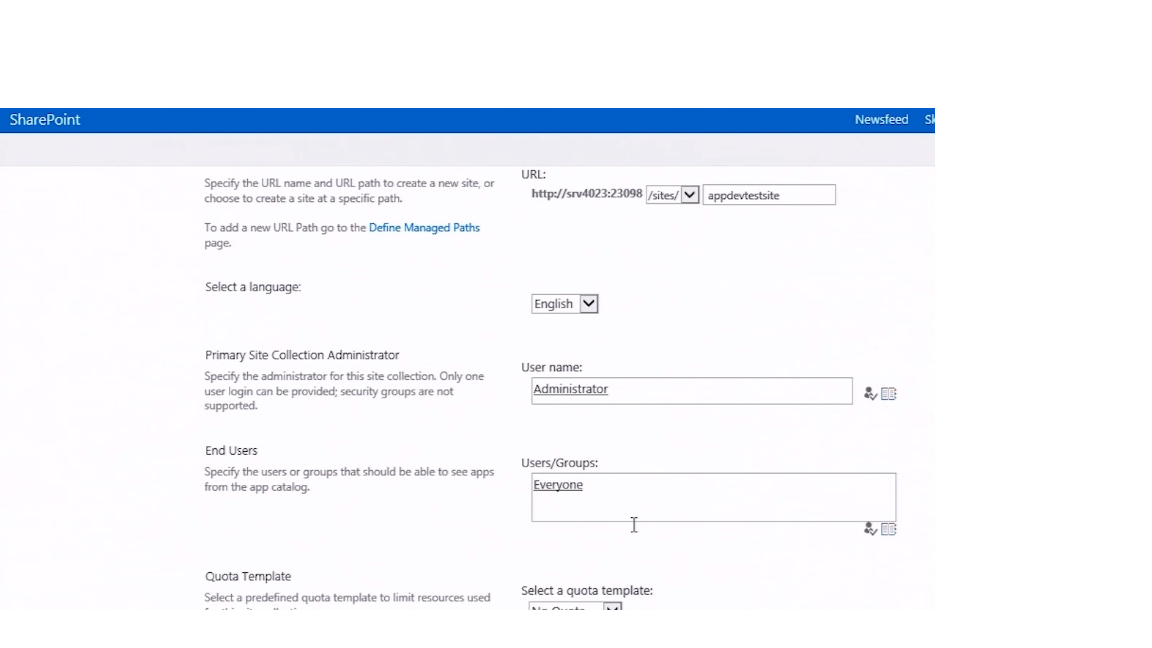 SharePoint
Newsfeed
URL:
Specify the URL name and URL path to create a new site, or
choose to create a site at a specific path.
http://srv4023:23098 /sites/ appdevtestsite
To add a new URL Path go to the Define Managed Paths
page.
Select a language:
English
Primary Site Collection Administrator
Specify the administrator for this site collection. Only one
user login can be provided; security groups are not
supported.
User name:
Administrator
End Users
Specify the users or groups that should be able to see apps
from the app catalog.
Users/Groups:
Everyone
Quota Template
Select a predefined quota template to limit resources used
Select a quota template:
No Quota